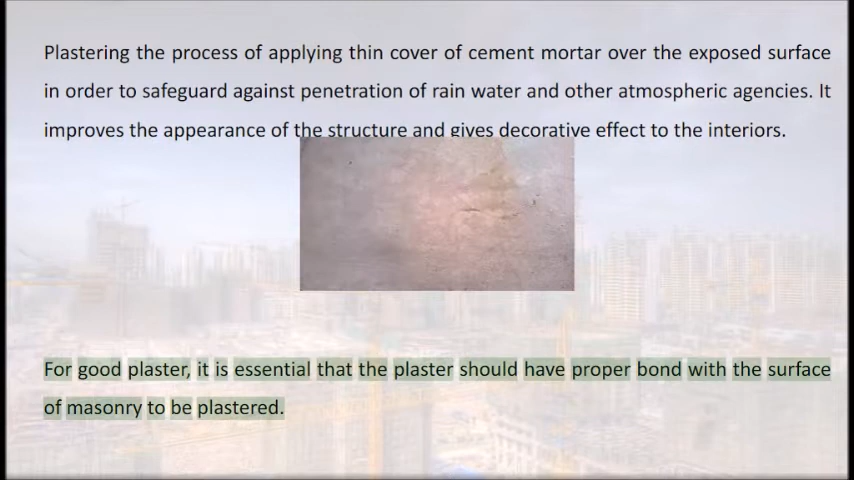 Plastering the process of applying thin cover of cement mortar over the exposed surface
in order to safeguard against penetration of rain water and other atmospheric agencies. It
improves the appearance of the structure and gives decorative effect to the interiors.
For good plaster, it is essential that the plaster should have proper bond with the surface
of masonry to be plastered.